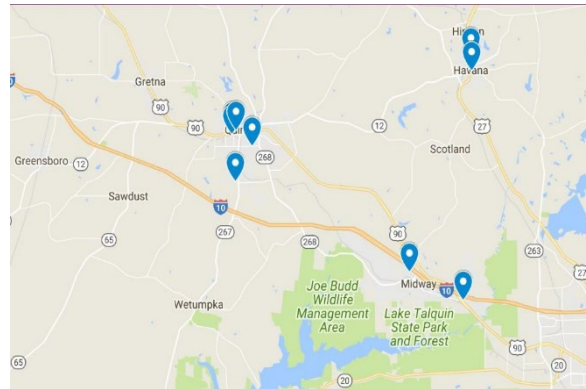 Havana
Gretna
90
90
27
12
Greensboro
12
268
Scotland
Sawdust
10
65
267
268
90
263
27
Joe Budd
Wildlife
Management
Area
Midway
10
Wetumpka
Lake Talquin
State Park
and Forest
90
65
20
20